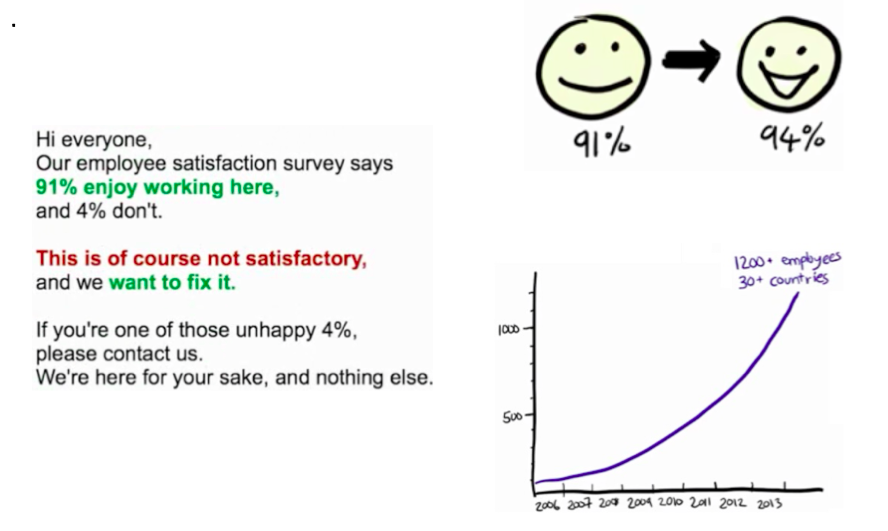 .
Hi everyone,
Our employee satisfaction survey says
91% enjoy working here,
and 4% don't.
This is of course not satisfactory,
and we want to fix it.
If you're one of those unhappy 4%,
please contact us.
We're here for your sake, and nothing else.
91%
94%
1200+ employees
30+ countries
1000
500
2006 2007 2008 2009 2010 2011 2012 2013